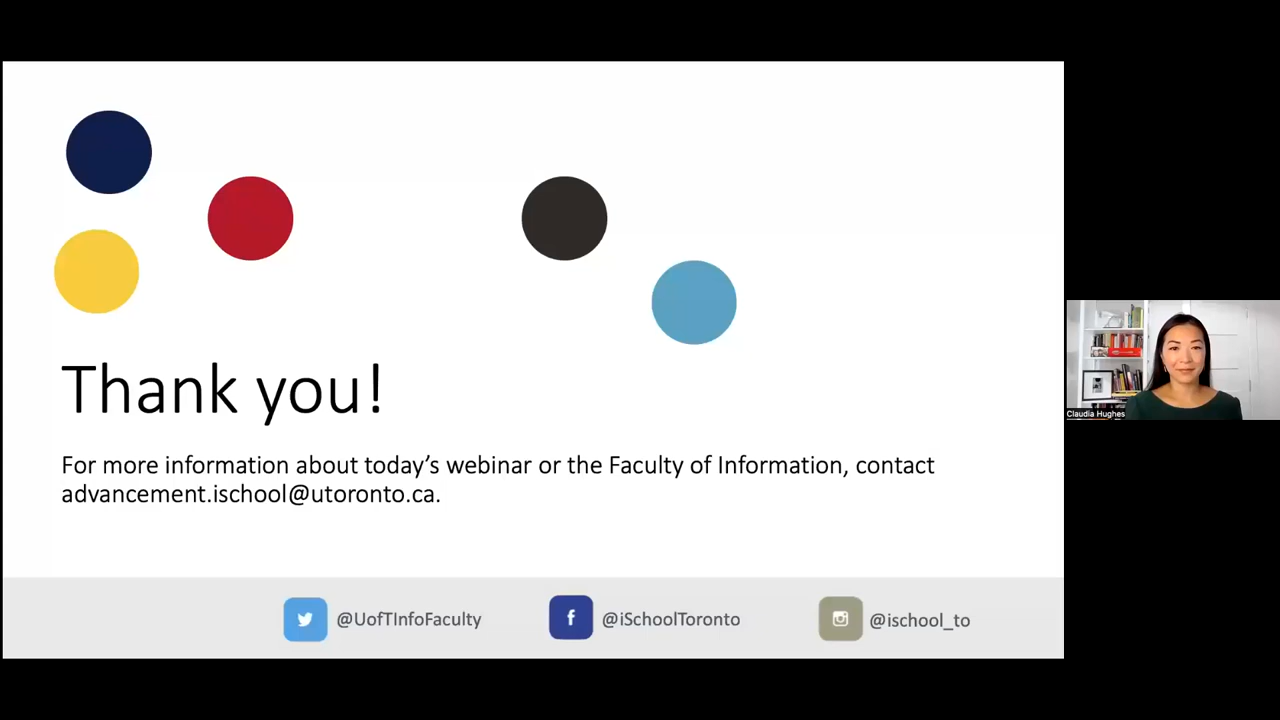 Thank you!
For more information about today's webinar or the Faculty of Information, contact
advancement.ischool@utoronto.ca.
@UofTInfoFaculty
@iSchoolToronto
@ischool_to
Claudia Hughes